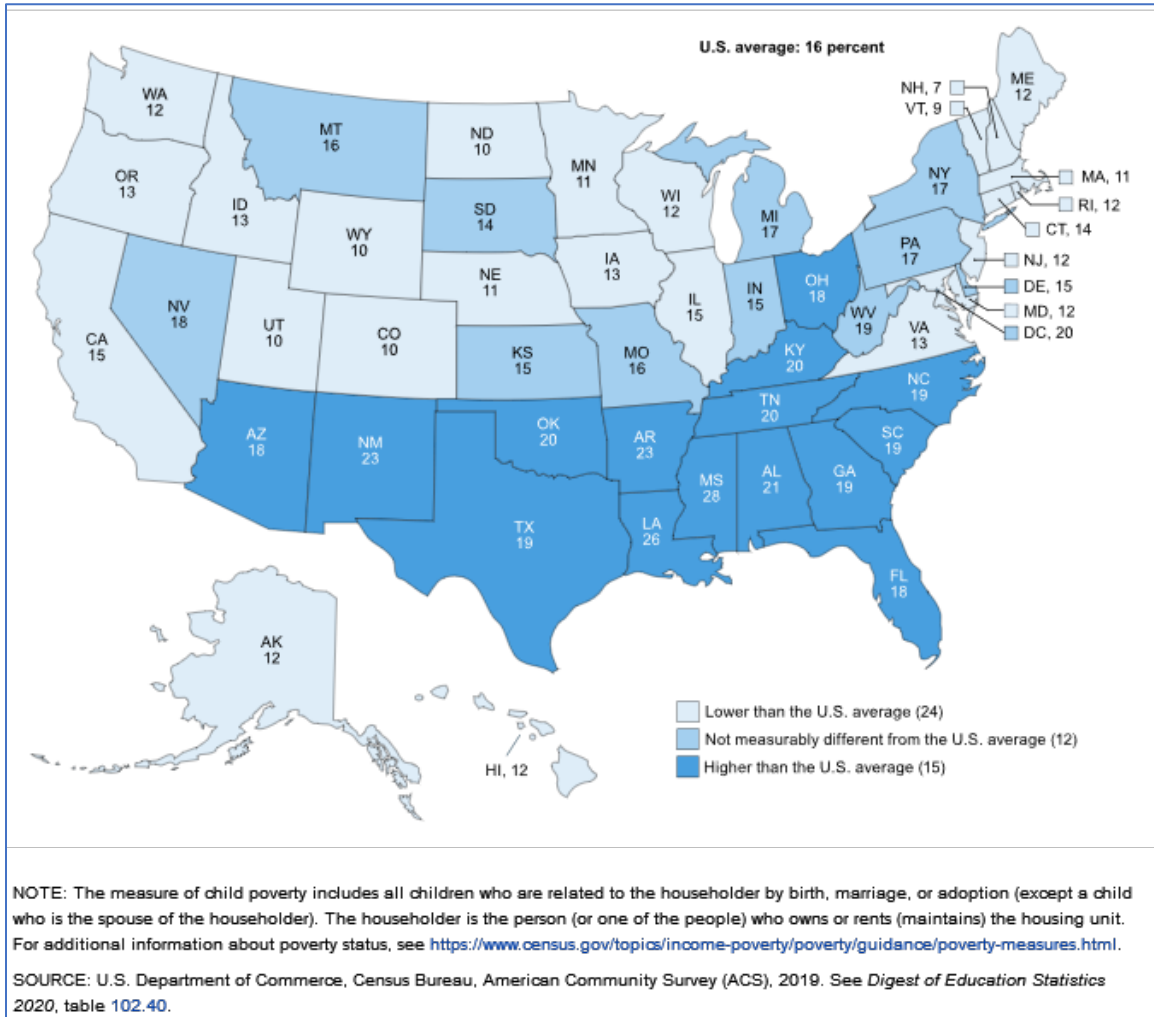 U.S. average: 16 percent
WA
12
MT
16
ND
10
MN
11
ME
12
NH, 7
VT, 9
OR
13
ID
13
SD
14
WI
12
MI
17
NY
17
MA, 11
RI, 12
CT, 14
WY
10
IA
13
PA
17
NJ, 12
NE
11
IL
15
IN
15
OH
18
DE, 15
MD, 12
DC, 20
NV
18
UT
10
CO
10
CA
15
KS
15
MO
16
WV
19
VA
13
KY
20
NC
19
TN
20
AZ
18
NM
23
OK
20
AR
23
SC
19
MS
28
AL
21
GA
19
TX
19
LA
26
FL
18
AK
12
HI, 12
Lower than the U.S. average (24)
Not measurably different from the U.S. average (12)
Higher than the U.S. average (15)
NOTE: The measure of child poverty includes all children who are related to the householder by birth, marriage, or adoption (except a child
who is the spouse of the householder). The householder is the person (or one of the people) who owns or rents (maintains) the housing unit.
For additional information about poverty status, see https://www.census.gov/topics/income-poverty/poverty/guidance/poverty-measures.html.
SOURCE: U.S. Department of Commerce, Census Bureau, American Community Survey (ACS), 2019. See Digest of Education Statistics
2020, table 102.40.